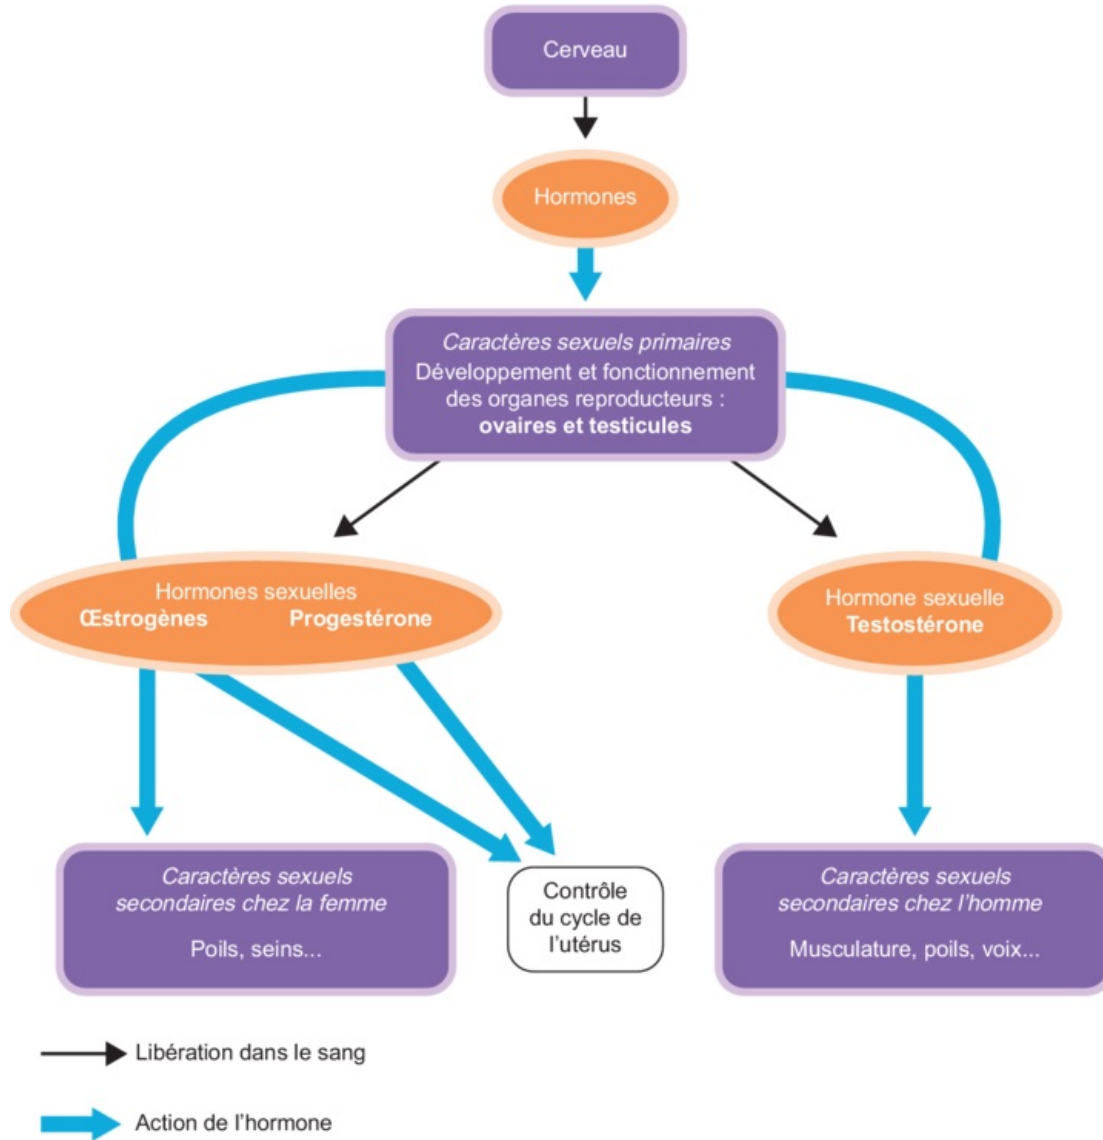 Cerveau
Hormones
Caractères sexuels primaires
Développement et fonctionnement
des organes reproducteurs :
ovaires et testicules
Hormones sexuelles
Œstrogènes Progestérone
Hormone sexuelle
Testostérone
Caractères sexuels
secondaires chez la femme
Poils, seins...
Contrôle
du cycle de
l'utérus
Caractères sexuels
secondaires chez l'homme
Musculature, poils, voix...
Libération dans le sang
Action de l'hormone